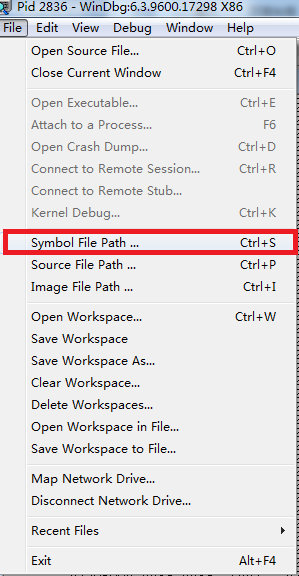 Pid 2836 - WinDbg:6.3.9600.17298 X86
File Edit View Debug Window Help
Open Source File... Ctrl+O
Close Current Window Ctrl+F4
Open Executable... Ctrl+E
Attach to a Process... F6
Open Crash Dump... Ctrl+D
Connect to Remote Session... Ctrl+R
Connect to Remote Stub...
Kernel Debug... Ctrl+K
Symbol File Path ... Ctrl+S
Source File Path ... Ctrl+P
Image File Path ... Ctrl+I
Open Workspace... Ctrl+W
Save Workspace
Save Workspace As...
Clear Workspace...
Delete Workspaces...
Open Workspace in File...
Save Workspace to File...
Map Network Drive...
Disconnect Network Drive...
Recent Files
Exit Alt+F4